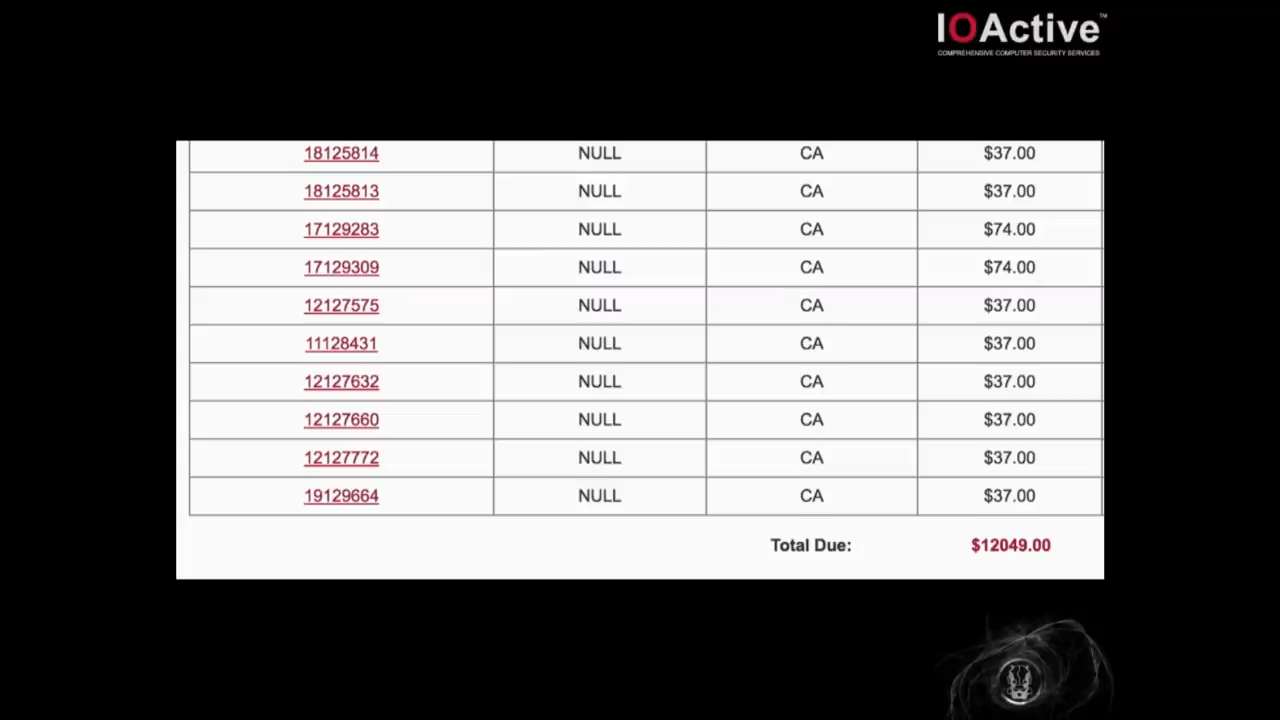 IOActive™
COMPREHENSIVE COMPUTER SECURITY SERVICES
18125814 NULL CA $37.00
18125813 NULL CA $37.00
17129283 NULL CA $74.00
17129309 NULL CA $74.00
12127575 NULL CA $37.00
11128431 NULL CA $37.00
12127632 NULL CA $37.00
12127660 NULL CA $37.00
12127772 NULL CA $37.00
19129664 NULL CA $37.00
Total Due: $12049.00